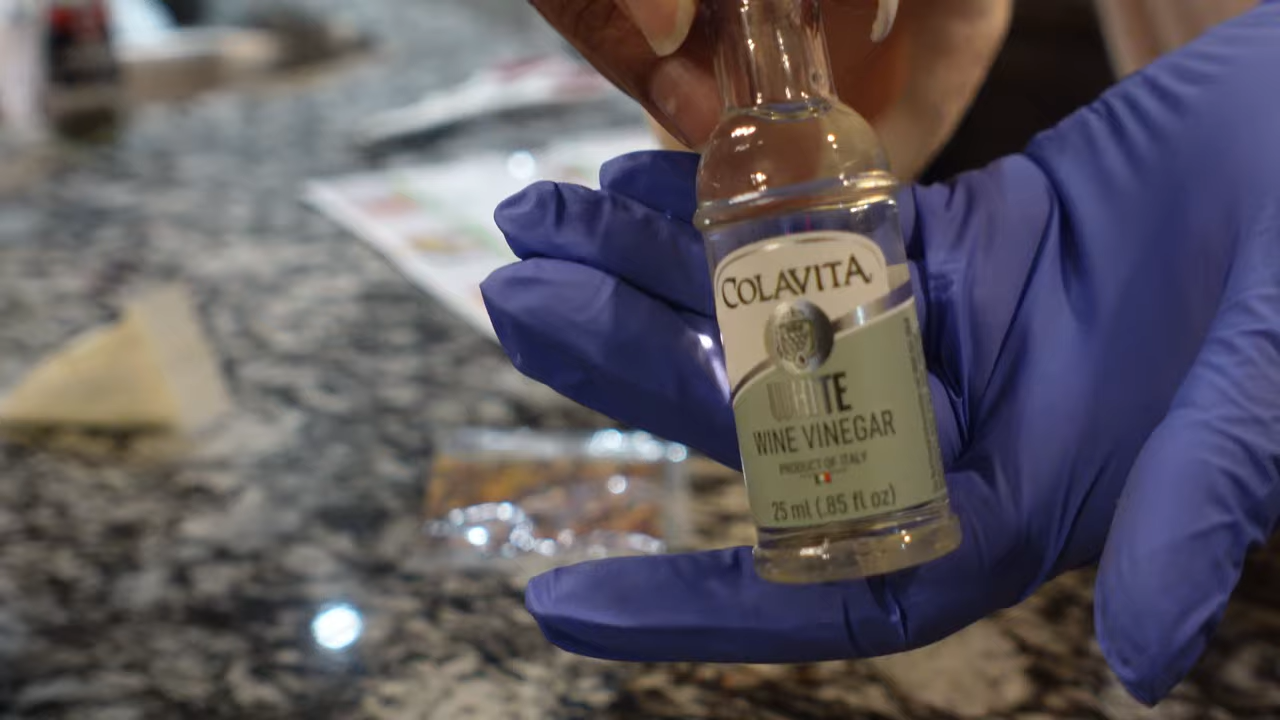 COLAVITA
WHITE
WINE VINEGAR
PRODUCT OF ITALY
25 ml (.85 fl oz)